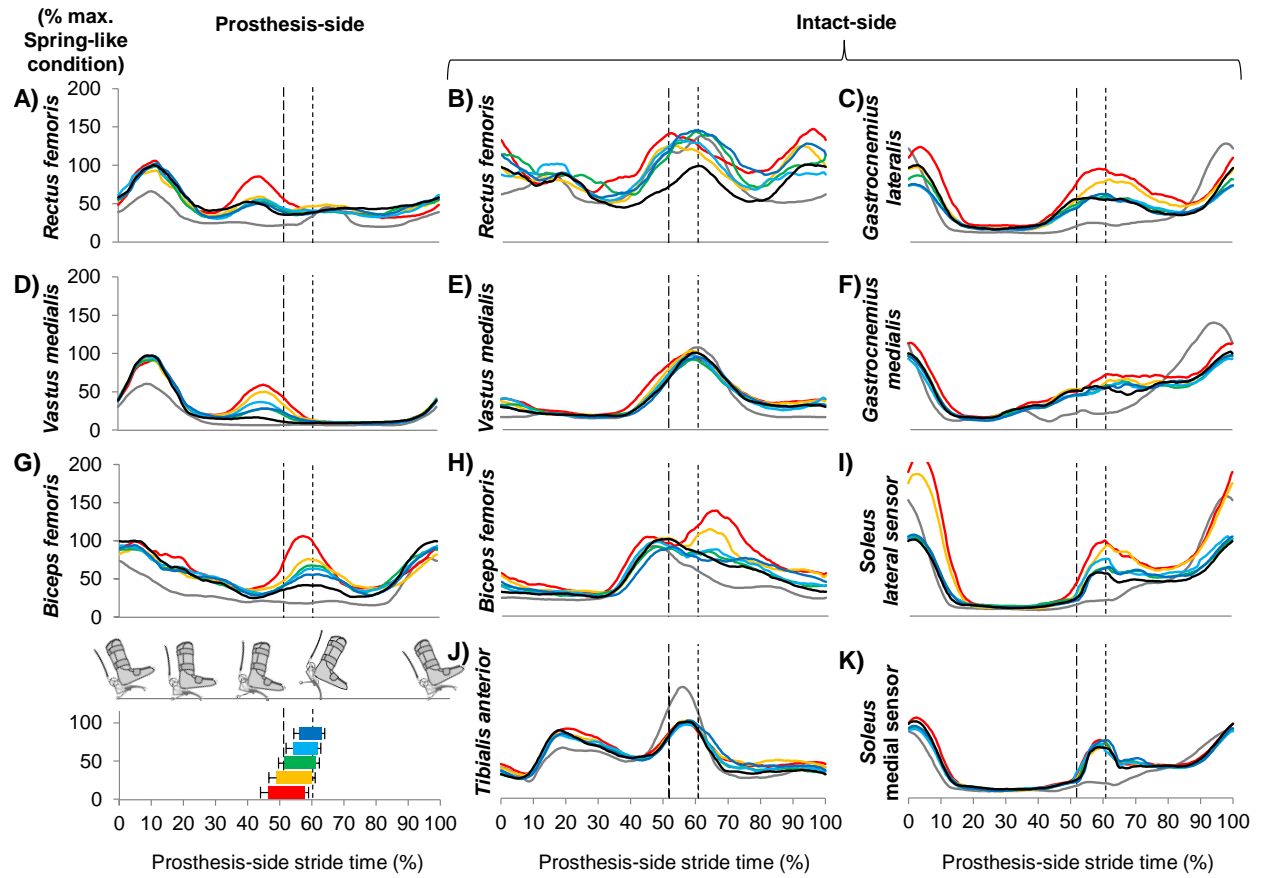 (% max.
Spring-like
condition)
Prosthesis-side
Intact-side
A)
Rectus femoris
200
150
100
50
0
B)
Rectus femoris
C)
Gastrocnemius
lateralis
D)
Vastus medialis
200
150
100
50
0
E)
Vastus medialis
F)
Gastrocnemius
medialis
G)
Biceps femoris
200
150
100
50
0
H)
Biceps femoris
I)
Soleus
lateral sensor
J)
Tibialis anterior
K)
Soleus
medial sensor
100
50
0
0 10 20 30 40 50 60 70 80 90 100
0 10 20 30 40 50 60 70 80 90 100
0 10 20 30 40 50 60 70 80 90 100
Prosthesis-side stride time (%)
Prosthesis-side stride time (%)
Prosthesis-side stride time (%)